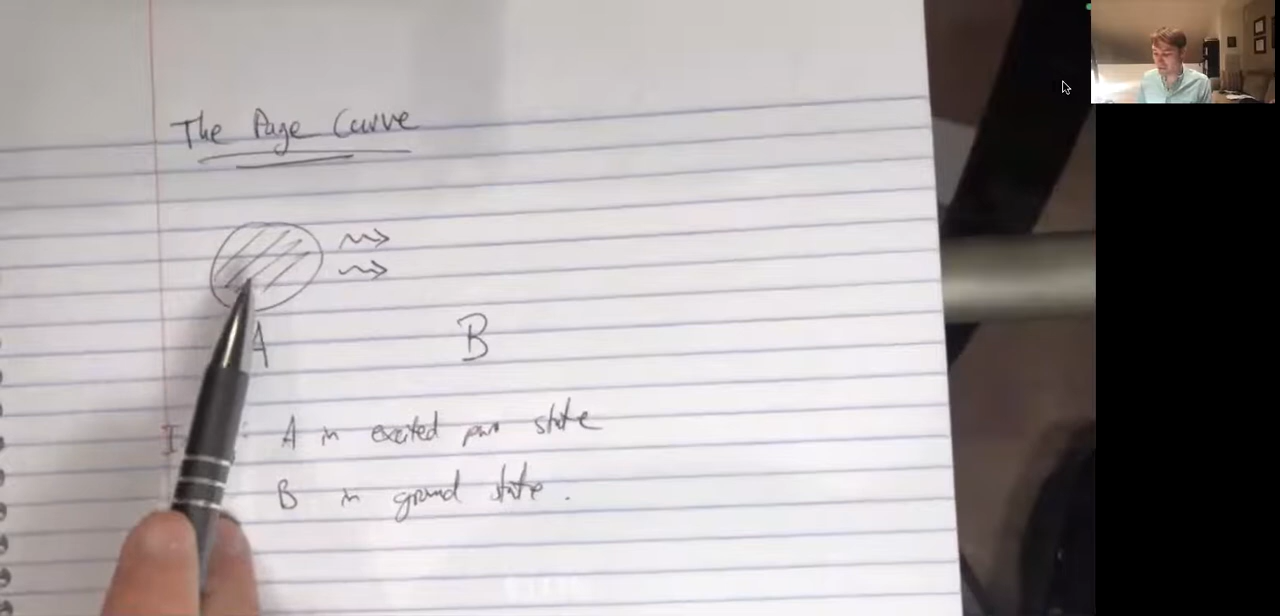 The Page Curve
A B
A in excited pure state
B in ground state.